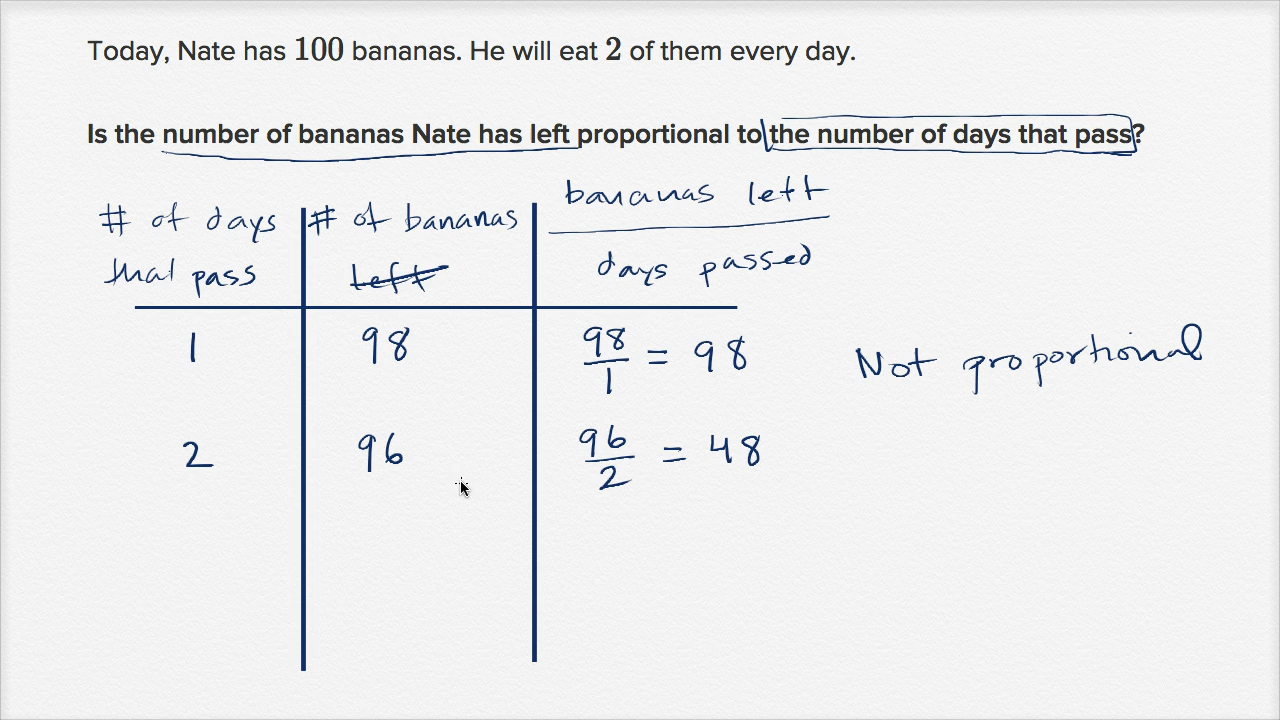 Today, Nate has 100 bananas. He will eat 2 of them every day.
Is the number of bananas Nate has left proportional to the number of days that pass?
# of days
that pass
# of bananas
left
bananas left
days passed
1
98
98
1
= 98
Not proportional
2
96
96
2
= 48